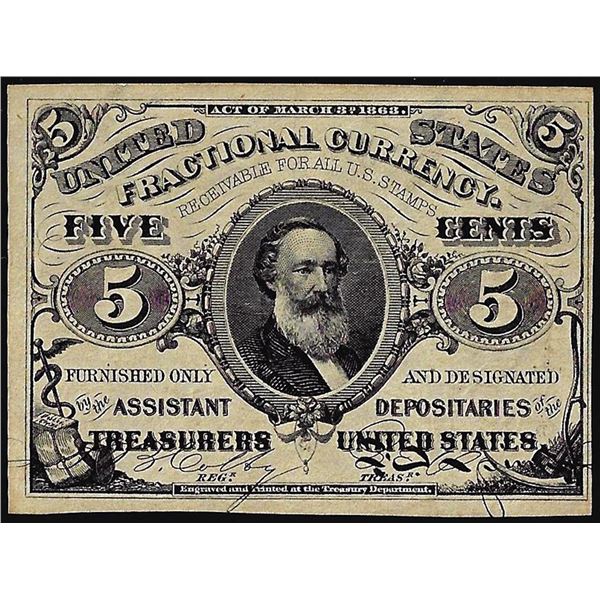 ACT OF MARCH 3D 1863.
5 UNITED STATES 5
FRACTIONAL CURRENCY.
RECEIVABLE FOR ALL U.S. STAMPS
FIVE CENTS
5 5
FURNISHED ONLY AND DESIGNATED
by the ASSISTANT DEPOSITARIES of the
TREASURERS UNITED STATES.
S. Colby
REGR. TREASR.
Engraved and Printed at the Treasury Department.